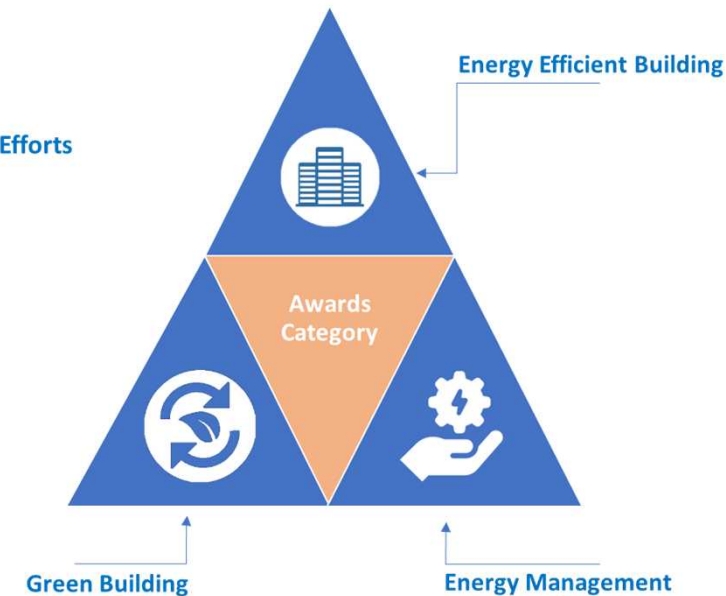 Energy Efficient Building
Efforts
Awards
Category
Green Building
Energy Management